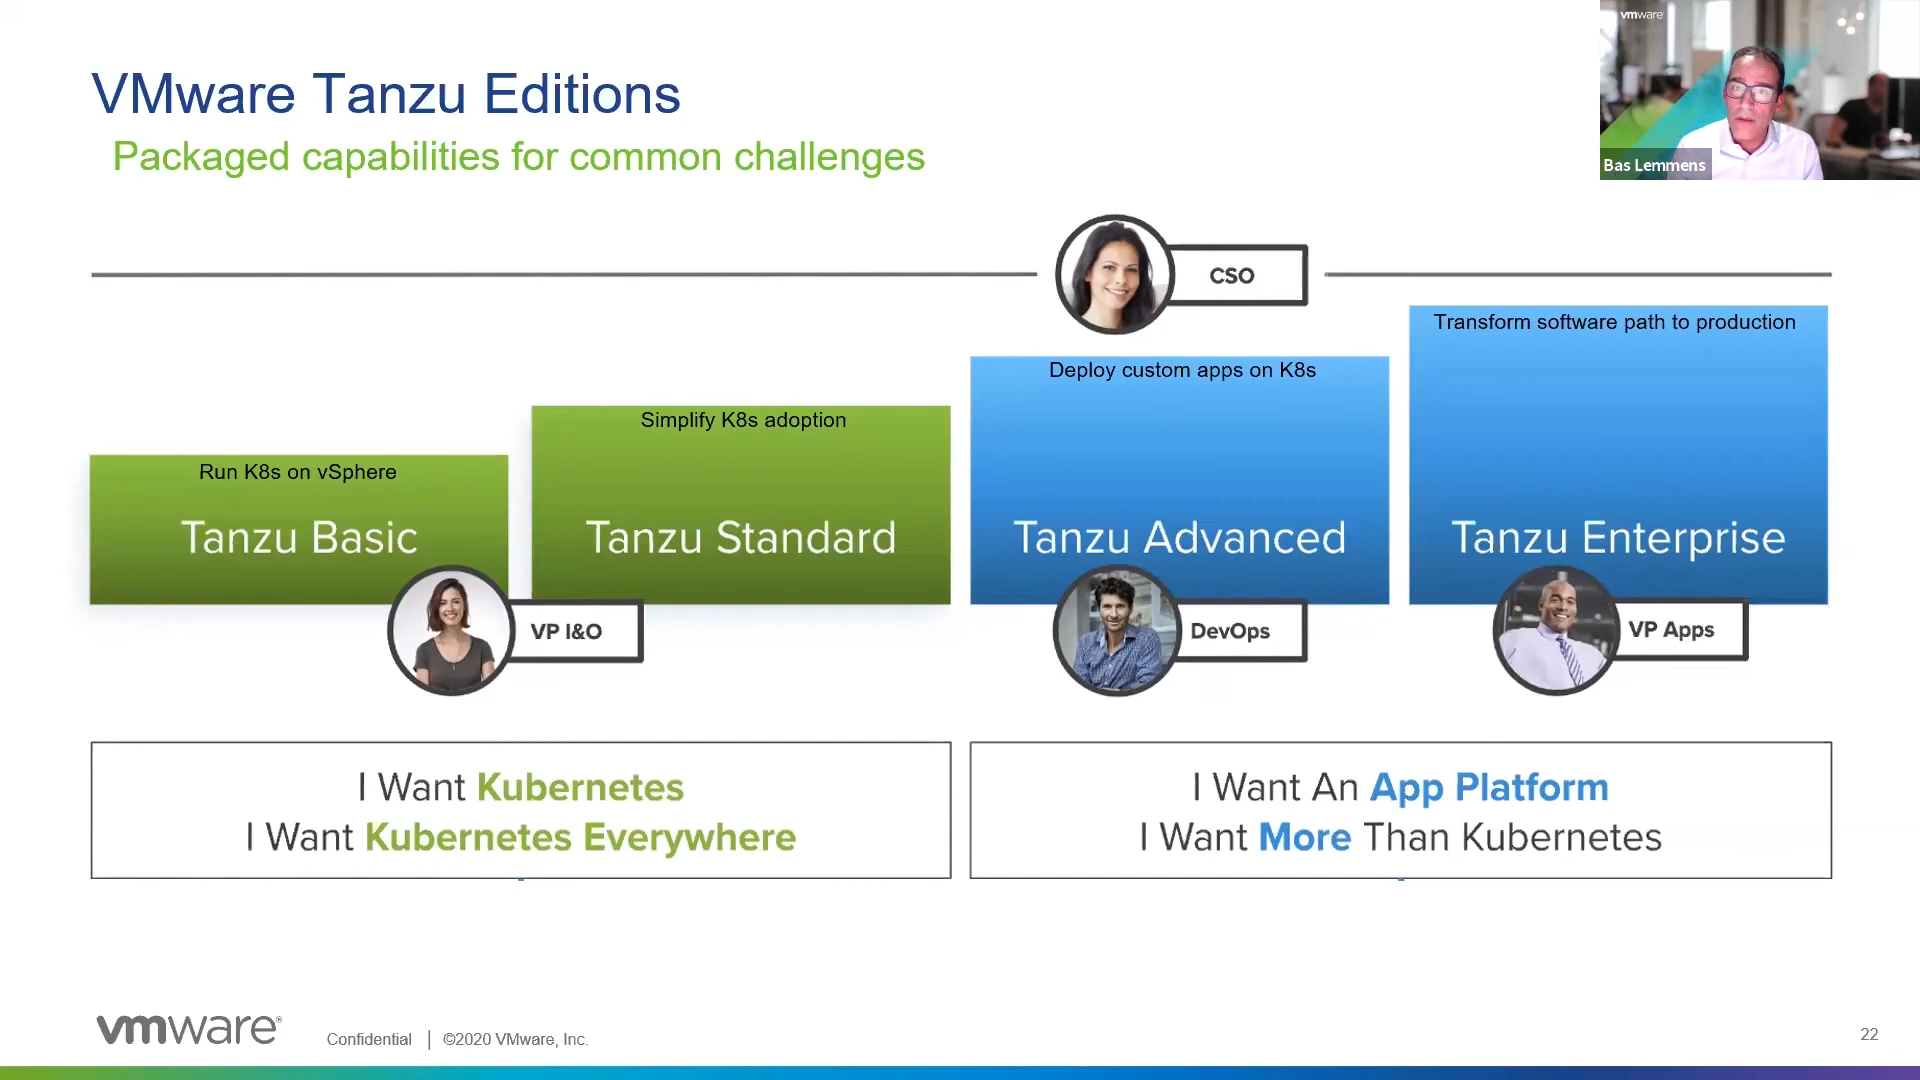 VMware Tanzu Editions
Packaged capabilities for common challenges
vmware
Bas Lemmens
CSO
Transform software path to production
Deploy custom apps on K8s
Simplify K8s adoption
Run K8s on vSphere
Tanzu Basic
Tanzu Standard
Tanzu Advanced
Tanzu Enterprise
VP I&O
DevOps
VP Apps
I Want Kubernetes
I Want Kubernetes Everywhere
I Want An App Platform
I Want More Than Kubernetes
vmware®
Confidential | ©2020 VMware, Inc.
22